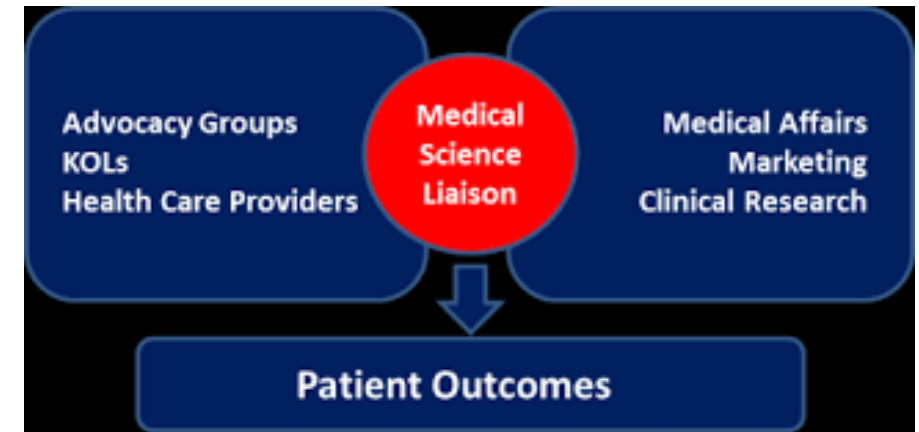 Advocacy Groups
KOLs
Health Care Providers
Medical
Science
Liaison
Medical Affairs
Marketing
Clinical Research
Patient Outcomes